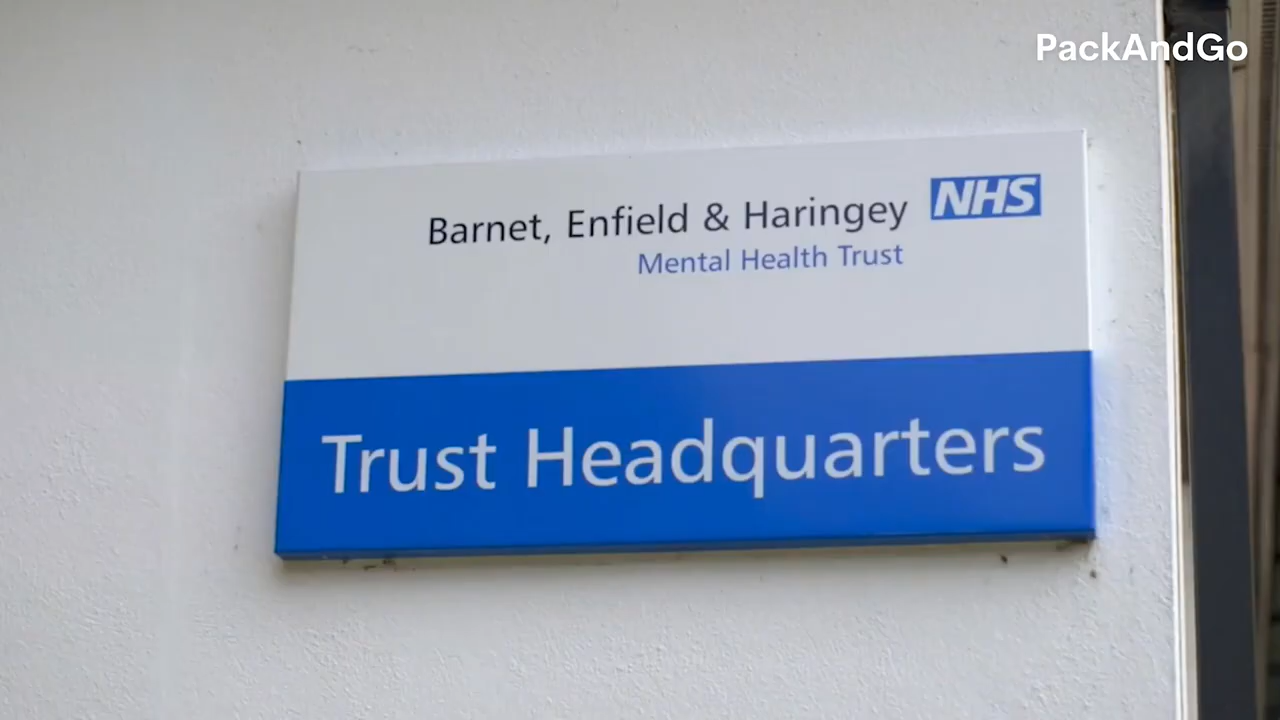 PackAndGo
Barnet, Enfield & Haringey NHS
Mental Health Trust
Trust Headquarters